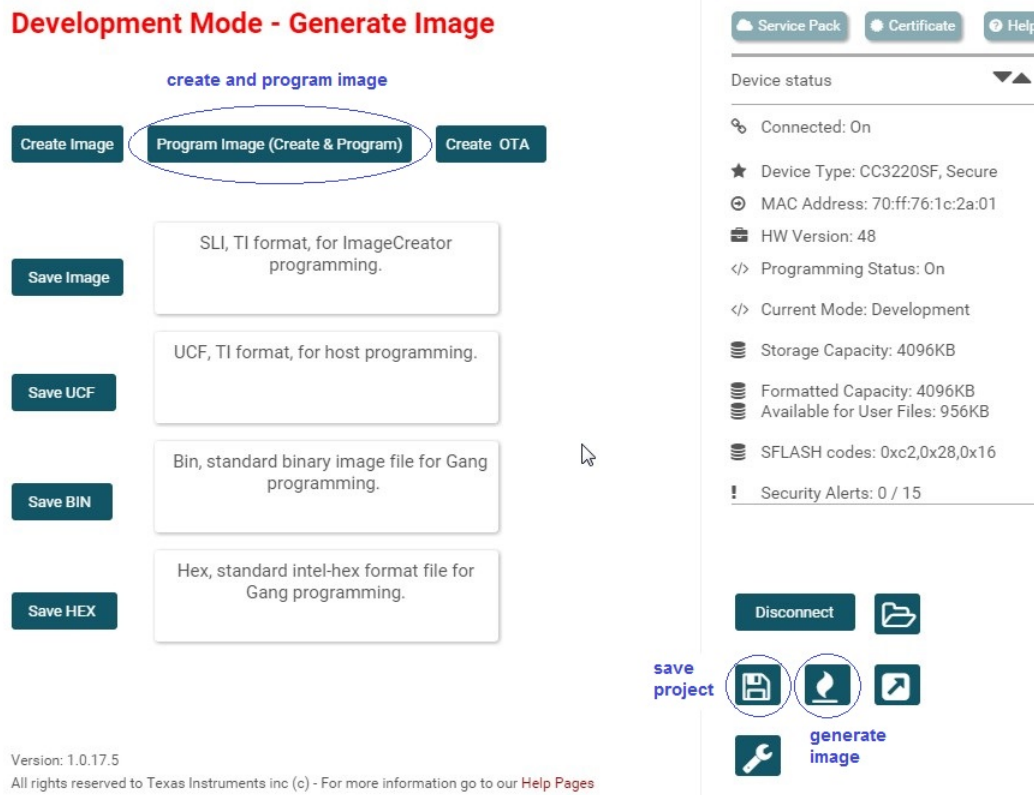 Development Mode - Generate Image
create and program image
Create Image
Program Image (Create & Program)
Create OTA
Save Image
SLI, TI format, for ImageCreator
programming.
Save UCF
UCF, TI format, for host programming.
Save BIN
Bin, standard binary image file for Gang
programming.
Save HEX
Hex, standard intel-hex format file for
Gang programming.
Version: 1.0.17.5
All rights reserved to Texas Instruments inc (c) - For more information go to our Help Pages
Service Pack
Certificate
Help
Device status
Connected: On
Device Type: CC3220SF, Secure
MAC Address: 70:ff:76:1c:2a:01
HW Version: 48
</> Programming Status: On
</> Current Mode: Development
Storage Capacity: 4096KB
Formatted Capacity: 4096KB
Available for User Files: 956KB
SFLASH codes: 0xc2,0x28,0x16
! Security Alerts: 0 / 15
Disconnect
save
project
generate
image